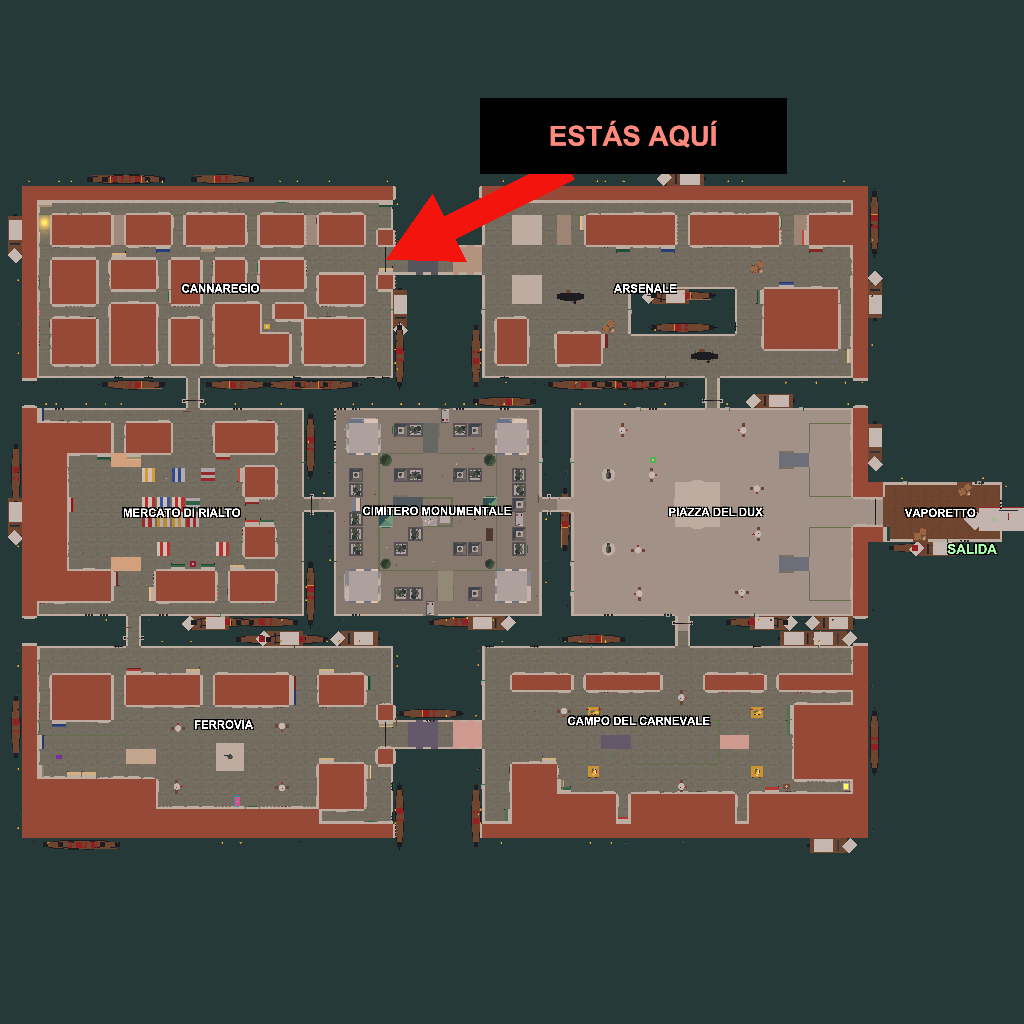 ESTÁS AQUÍ
CANNAREGIO
ARSENALE
MERCATO DI RIALTO
CIMITERO MONUMENTALE
PIAZZA DEL DUX
VAPORETTO
SALIDA
FERROVIA
CAMPO DEL CARNEVALE